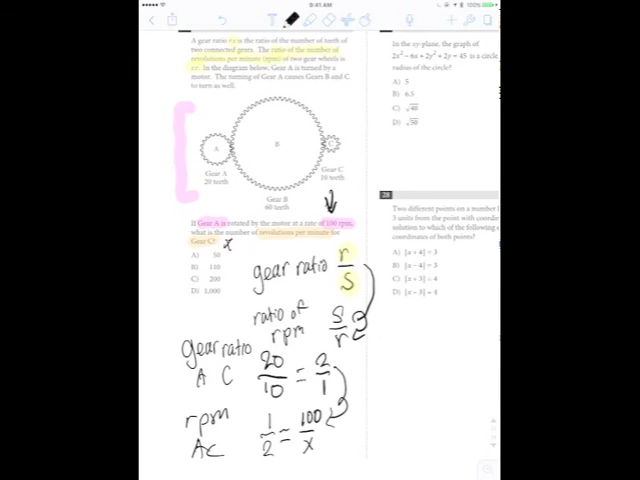 9:41 AM
A gear ratio r:s is the ratio of the number of teeth of
two connected gears. The ratio of the number of
revolutions per minute (rpm) of two gear wheels is
s:r. In the diagram below, Gear A is turned by a
motor. The turning of Gear A causes Gears B and C
to turn as well.
A
B
C
Gear A
20 teeth
Gear C
10 teeth
Gear B
60 teeth
If Gear A is rotated by the motor at a rate of 100 rpm,
what is the number of revolutions per minute for
Gear C?
x
A) 50
B) 110
C) 200
D) 1,000
gear ratio r/s
ratio of rpm s/r
gear ratio
A C 20/10 = 2/1
rpm
AC 1/2 = 100/x
In the xy-plane, the graph of
2x² − 6x + 2y² + 2y = 45 is a circle
radius of the circle?
A) 5
B) 6.5
C) √40
D) √50
28
Two different points on a number l
3 units from the point with coordin
solution to which of the following e
coordinates of both points?
A) |x + 4| = 3
B) |x − 4| = 3
C) |x + 3| = 4
D) |x − 3| = 4